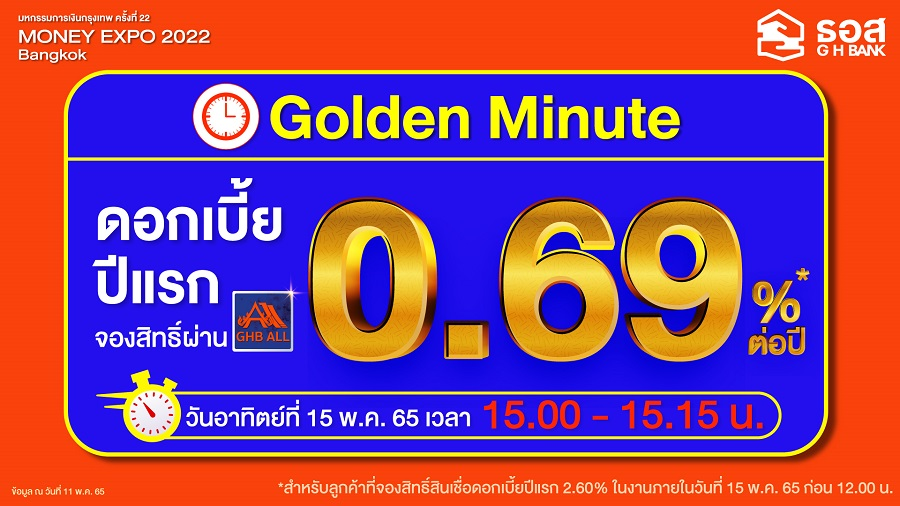 มหกรรมการเงินกรุงเทพ ครั้งที่ 22
MONEY EXPO 2022
Bangkok
ธอส
G H BANK
Golden Minute
ดอกเบี้ย
ปีแรก
0.69 %*
ต่อปี
จองสิทธิ์ผ่าน GHB ALL
วันอาทิตย์ที่ 15 พ.ค. 65 เวลา 15.00 - 15.15 น.
ข้อมูล ณ วันที่ 11 พ.ค. 65
*สำหรับลูกค้าที่จองสิทธิ์สินเชื่อดอกเบี้ยปีแรก 2.60% ในงานภายในวันที่ 15 พ.ค. 65 ก่อน 12.00 น.